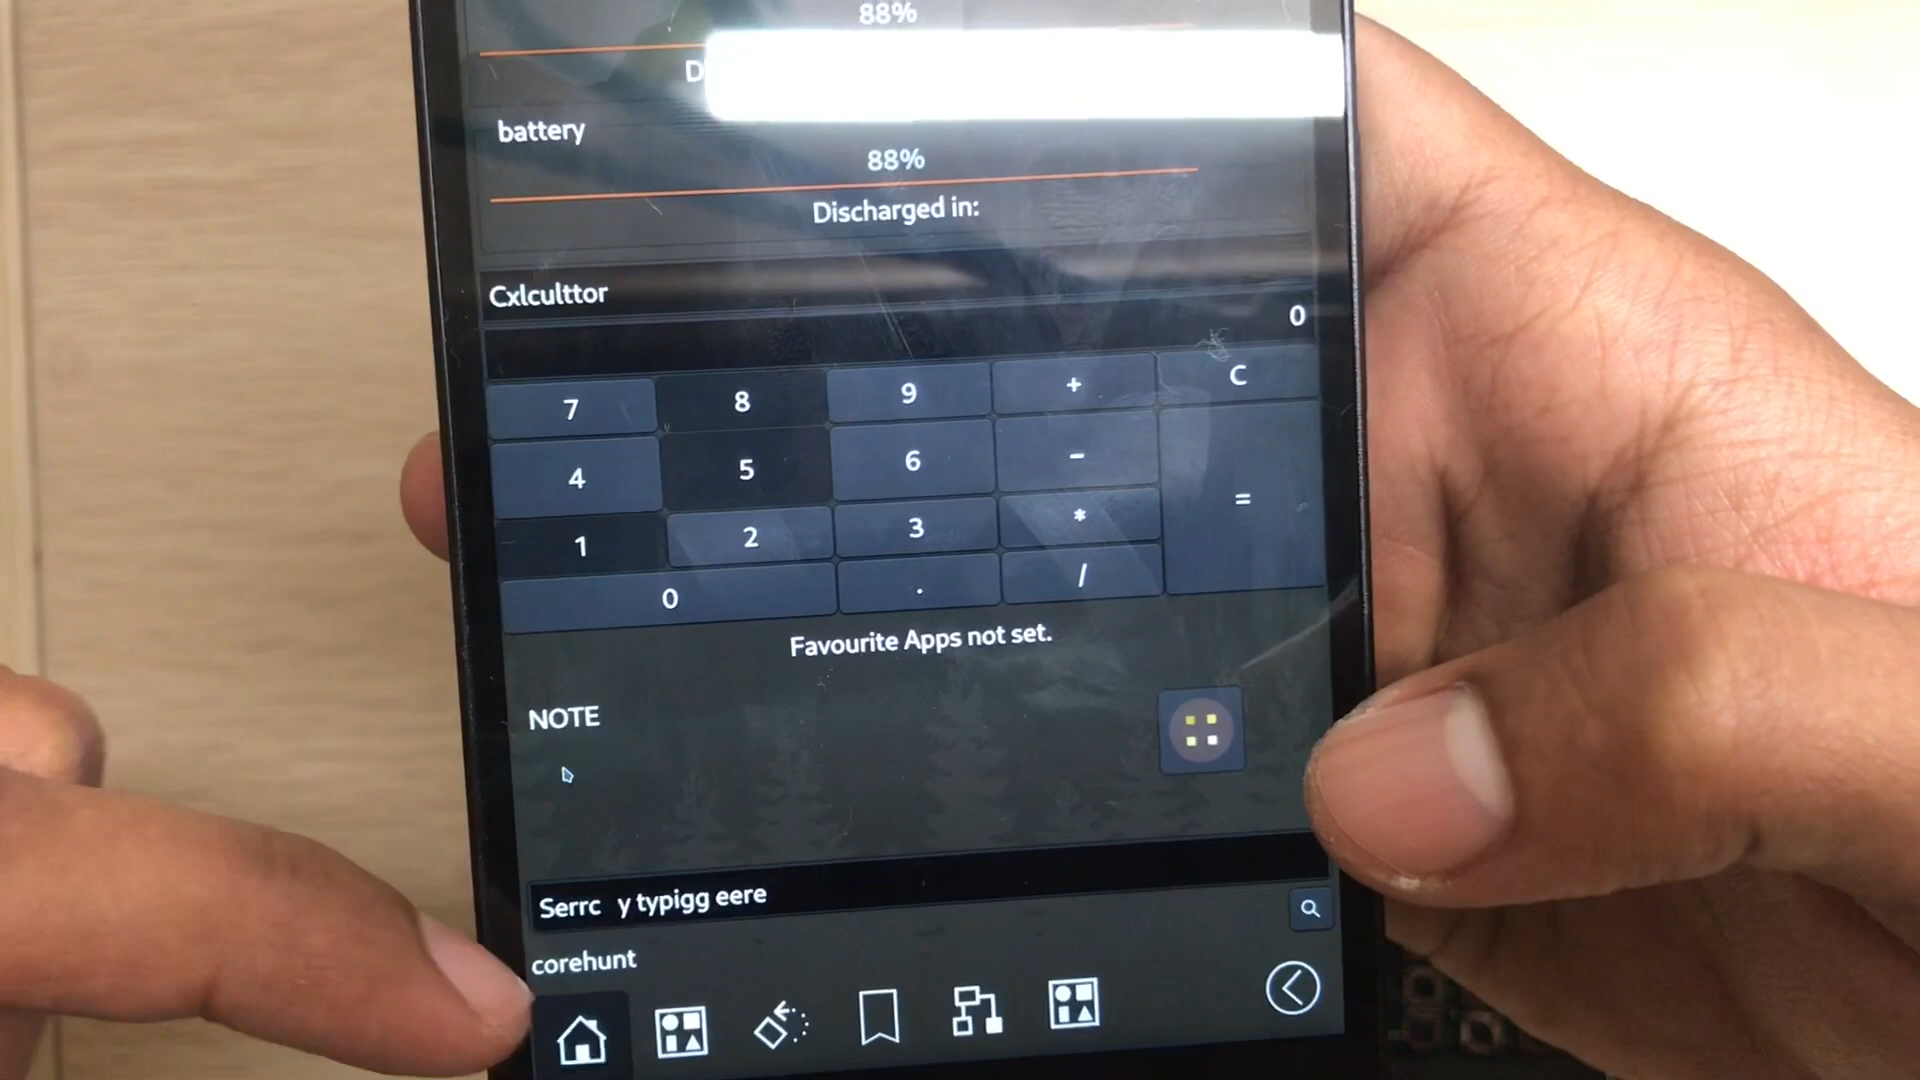 88%
battery
88%
Discharged in:
Cxlculttor
0
7 8 9 + C
4 5 6 - =
1 2 3 *
0 . /
Favourite Apps not set.
NOTE
Serrc y typigg eere
corehunt